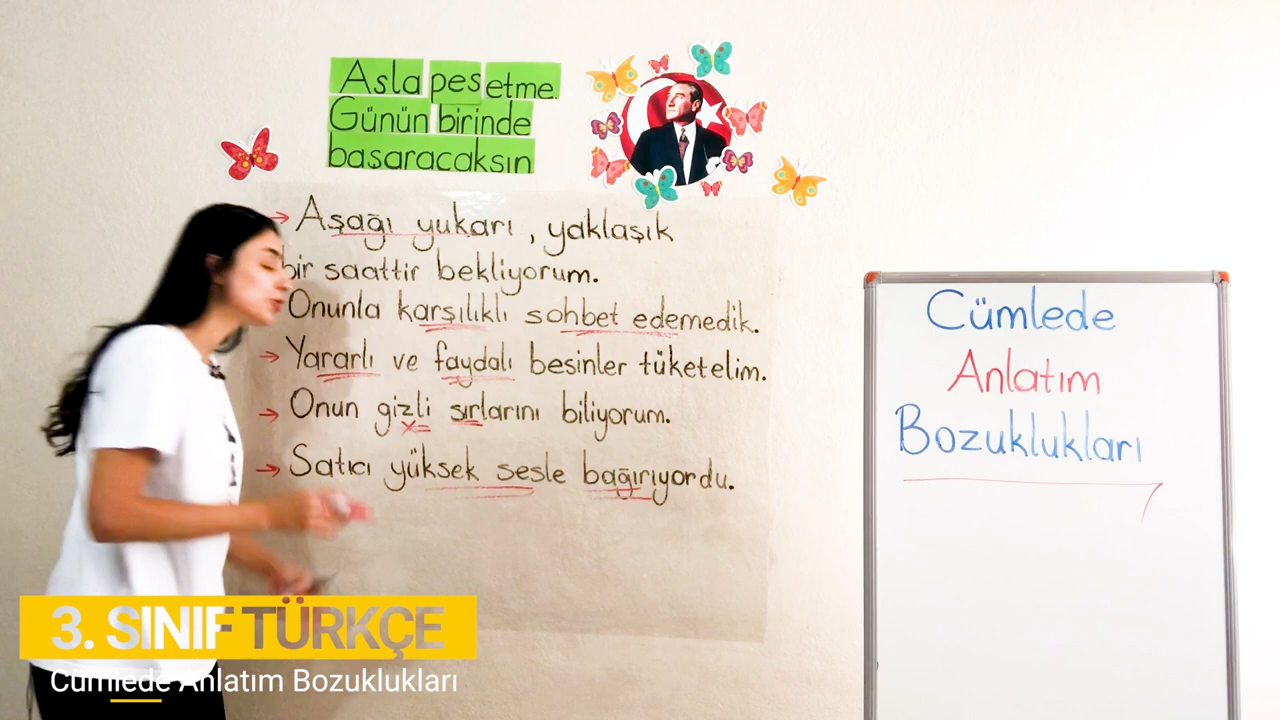 Asla pes etme.
Günün birinde
basaracaksın
Aşağı yukarı, yaklaşık
bir saattir bekliyorum.
Onunla karşılıklı sohbet edemedik.
Yararlı ve faydalı besinler tüketelim.
Onun gizli sırlarını biliyorum.
Satıcı yüksek sesle bağırıyordu.
Cümlede
Anlatım
Bozuklukları
3. SINIF TÜRKÇE
Cümlede Anlatım Bozuklukları